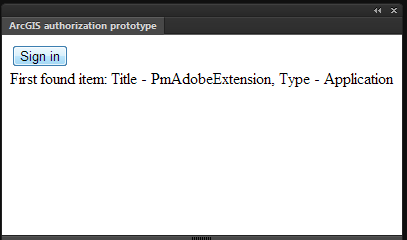 ArcGIS authorization prototype
Sign in
First found item: Title - PmAdobeExtension, Type - Application